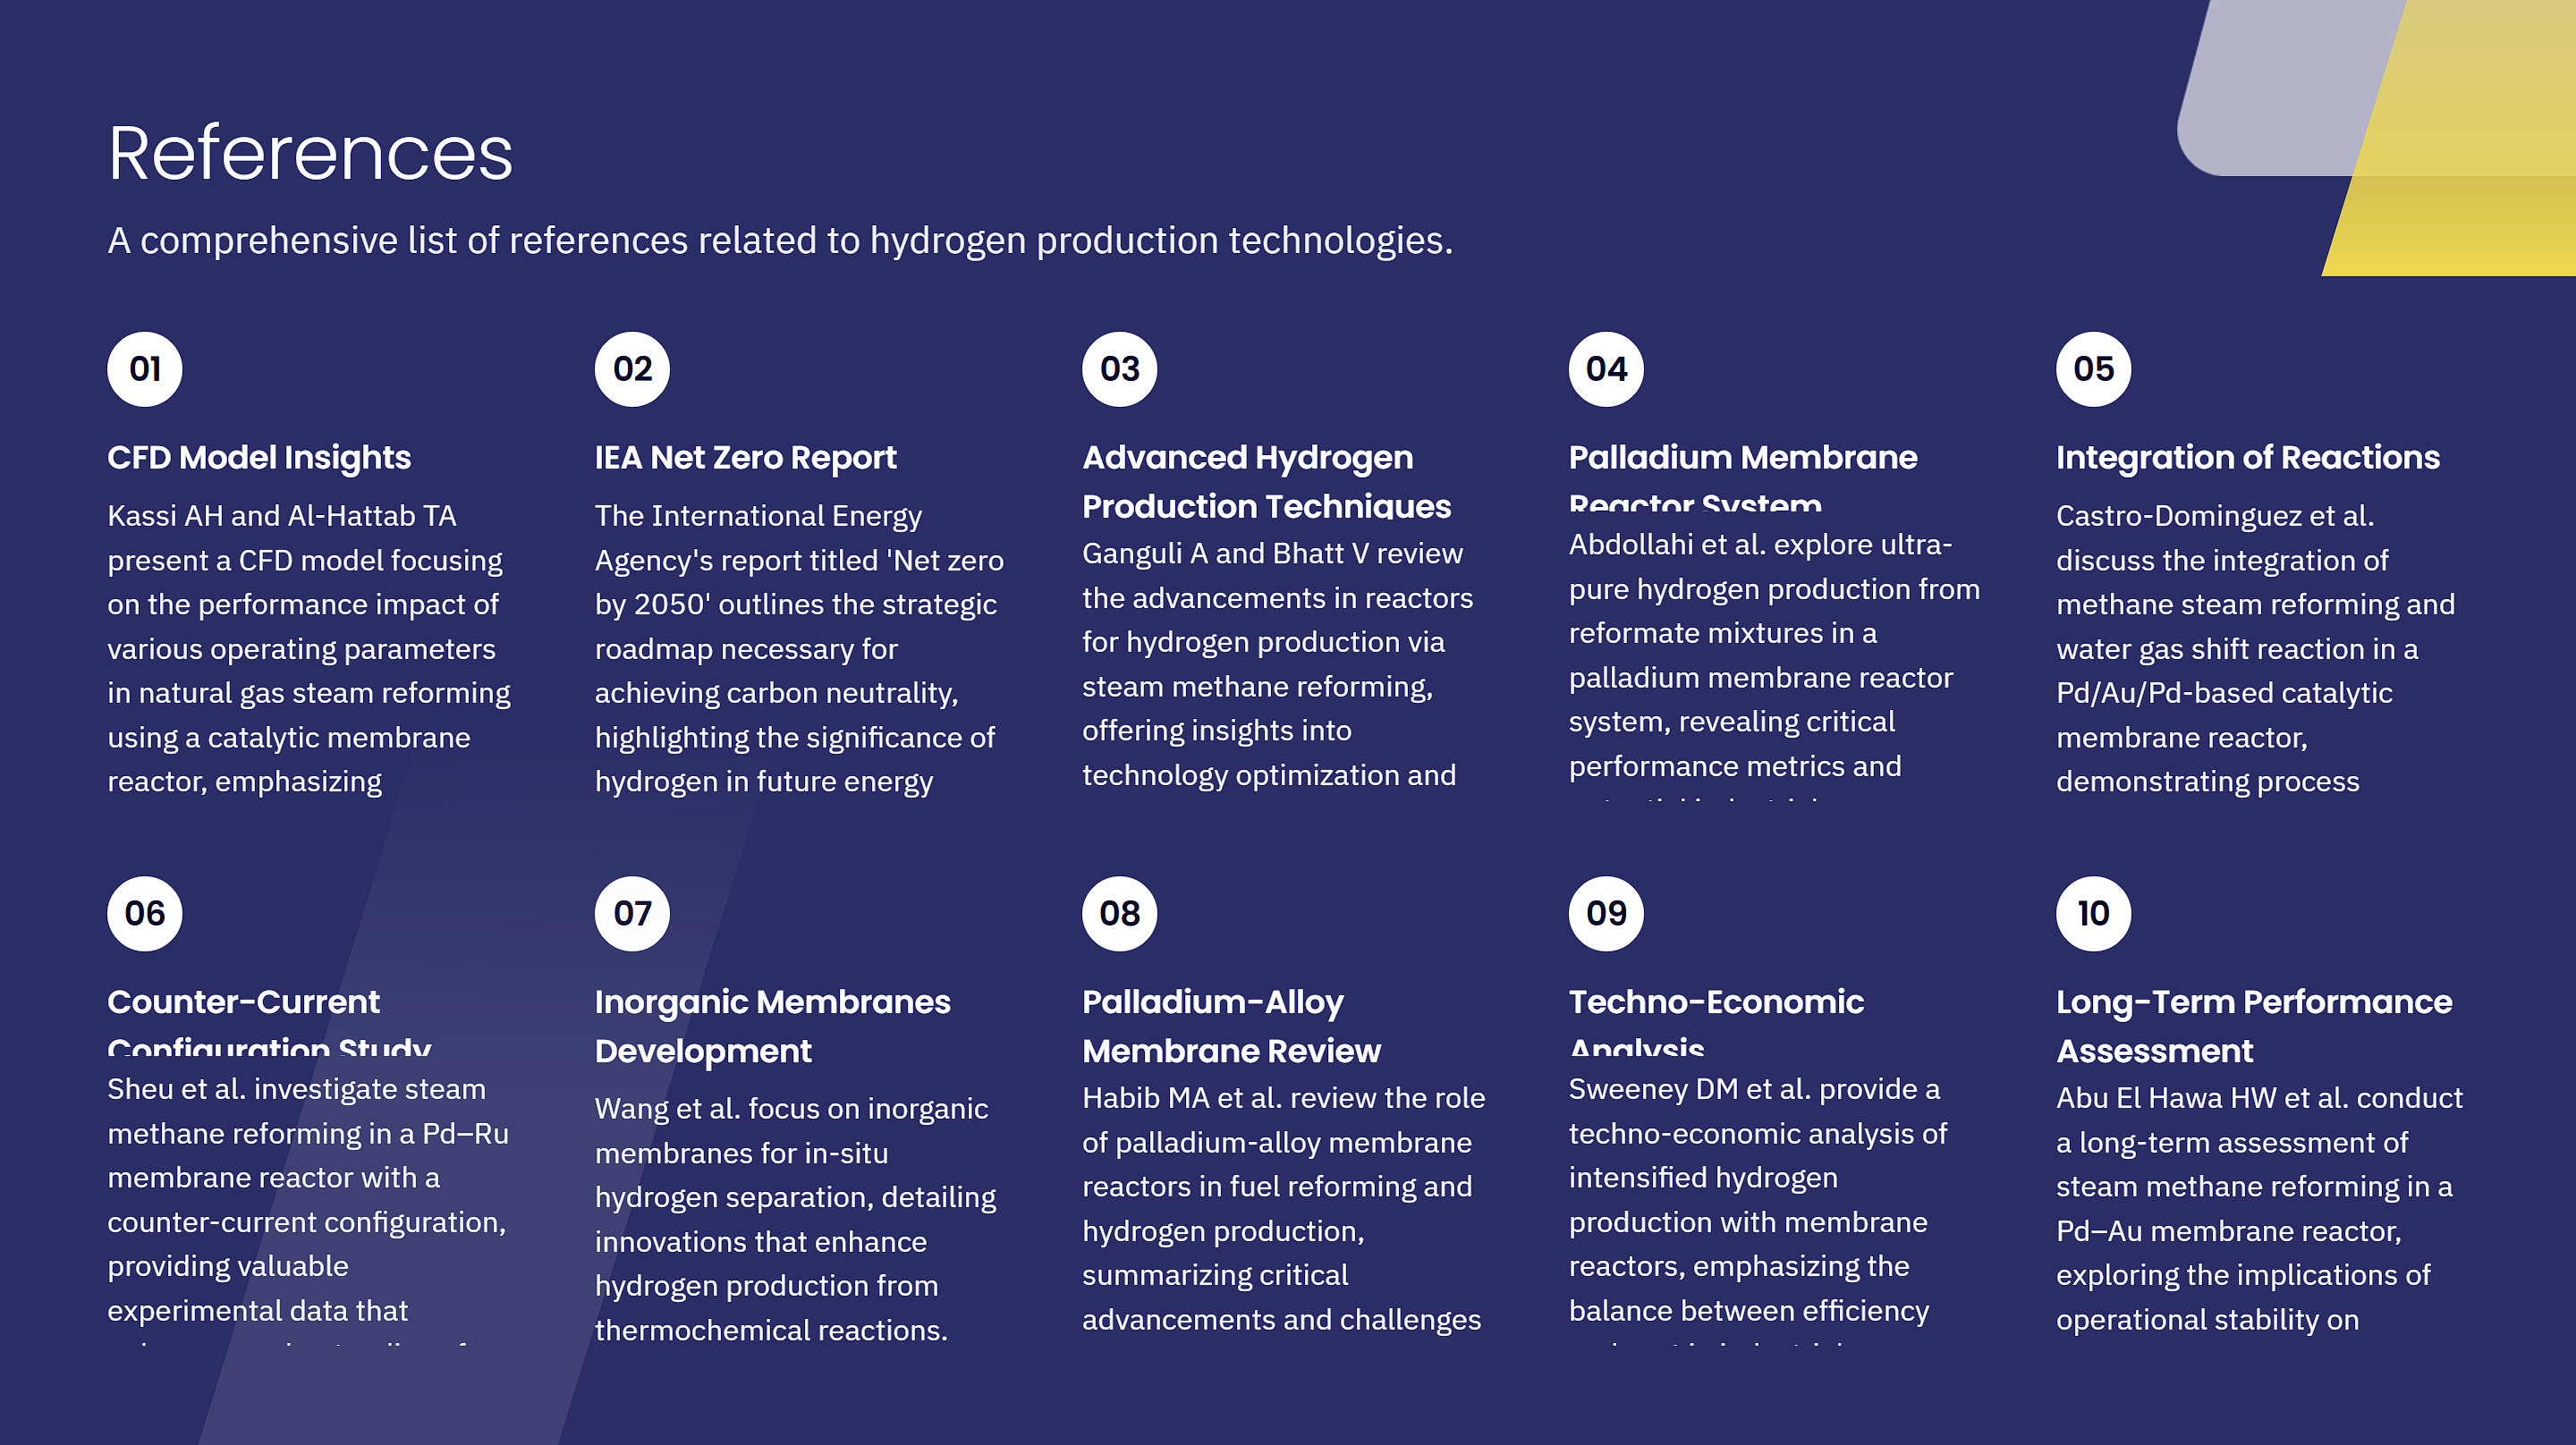 References
A comprehensive list of references related to hydrogen production technologies.
01
CFD Model Insights
Kassi AH and Al-Hattab TA
present a CFD model focusing
on the performance impact of
various operating parameters
in natural gas steam reforming
using a catalytic membrane
reactor, emphasizing
02
IEA Net Zero Report
The International Energy
Agency's report titled 'Net zero
by 2050' outlines the strategic
roadmap necessary for
achieving carbon neutrality,
highlighting the significance of
hydrogen in future energy
03
Advanced Hydrogen
Production Techniques
Ganguli A and Bhatt V review
the advancements in reactors
for hydrogen production via
steam methane reforming,
offering insights into
technology optimization and
04
Palladium Membrane
Reactor System
Abdollahi et al. explore ultra-
pure hydrogen production from
reformate mixtures in a
palladium membrane reactor
system, revealing critical
performance metrics and
05
Integration of Reactions
Castro-Dominguez et al.
discuss the integration of
methane steam reforming and
water gas shift reaction in a
Pd/Au/Pd-based catalytic
membrane reactor,
demonstrating process
06
Counter-Current
Configuration Study
Sheu et al. investigate steam
methane reforming in a Pd–Ru
membrane reactor with a
counter-current configuration,
providing valuable
experimental data that
07
Inorganic Membranes
Development
Wang et al. focus on inorganic
membranes for in-situ
hydrogen separation, detailing
innovations that enhance
hydrogen production from
thermochemical reactions.
08
Palladium-Alloy
Membrane Review
Habib MA et al. review the role
of palladium-alloy membrane
reactors in fuel reforming and
hydrogen production,
summarizing critical
advancements and challenges
09
Techno-Economic
Analysis
Sweeney DM et al. provide a
techno-economic analysis of
intensified hydrogen
production with membrane
reactors, emphasizing the
balance between efficiency
10
Long-Term Performance
Assessment
Abu El Hawa HW et al. conduct
a long-term assessment of
steam methane reforming in a
Pd–Au membrane reactor,
exploring the implications of
operational stability on